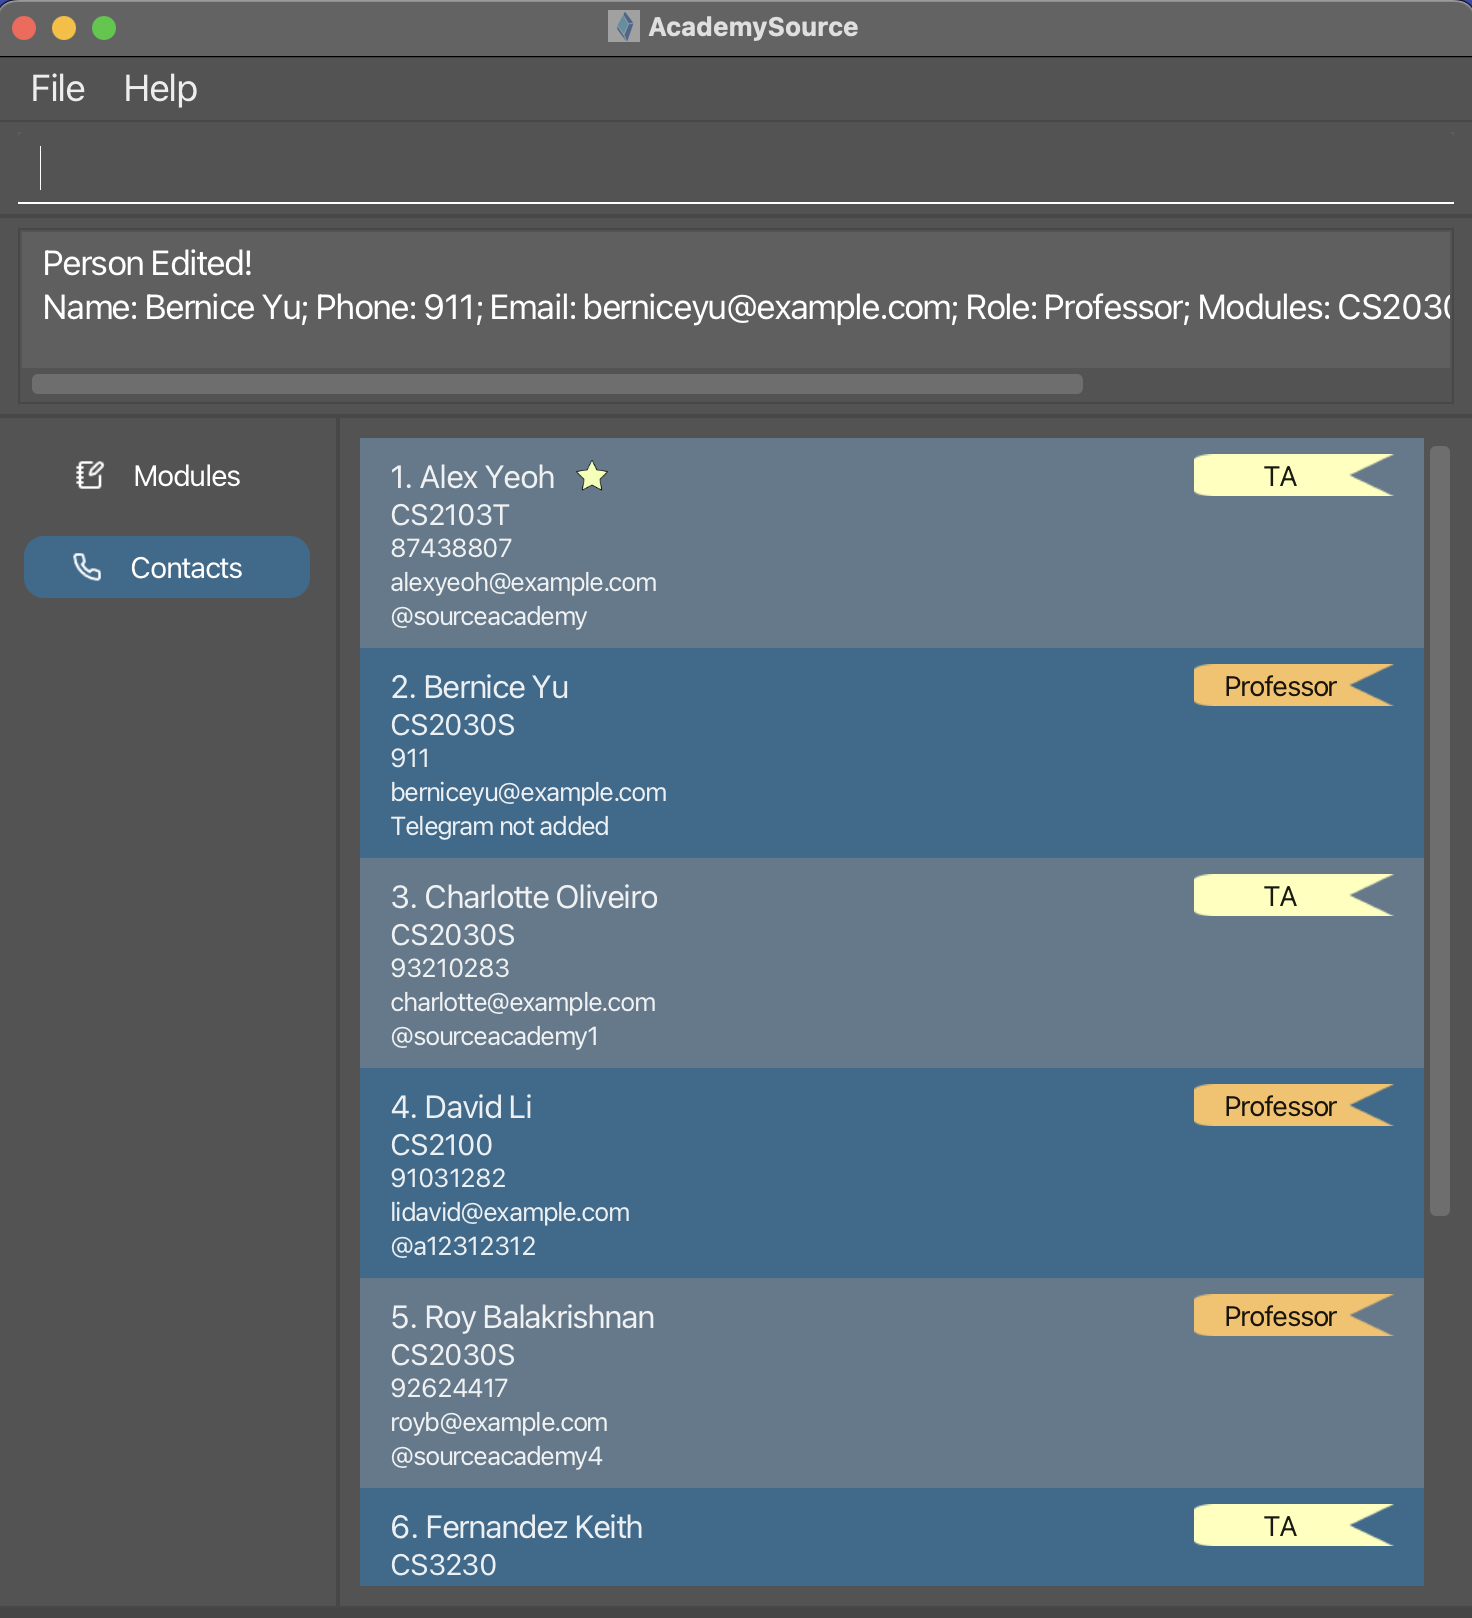 AcademySource
File Help
Person Edited!
Name: Bernice Yu; Phone: 911; Email: berniceyu@example.com; Role: Professor; Modules: CS2030
Modules
Contacts
1. Alex Yeoh TA
CS2103T
87438807
alexyeoh@example.com
@sourceacademy
2. Bernice Yu Professor
CS2030S
911
berniceyu@example.com
Telegram not added
3. Charlotte Oliveiro TA
CS2030S
93210283
charlotte@example.com
@sourceacademy1
4. David Li Professor
CS2100
91031282
lidavid@example.com
@a12312312
5. Roy Balakrishnan Professor
CS2030S
92624417
royb@example.com
@sourceacademy4
6. Fernandez Keith TA
CS3230